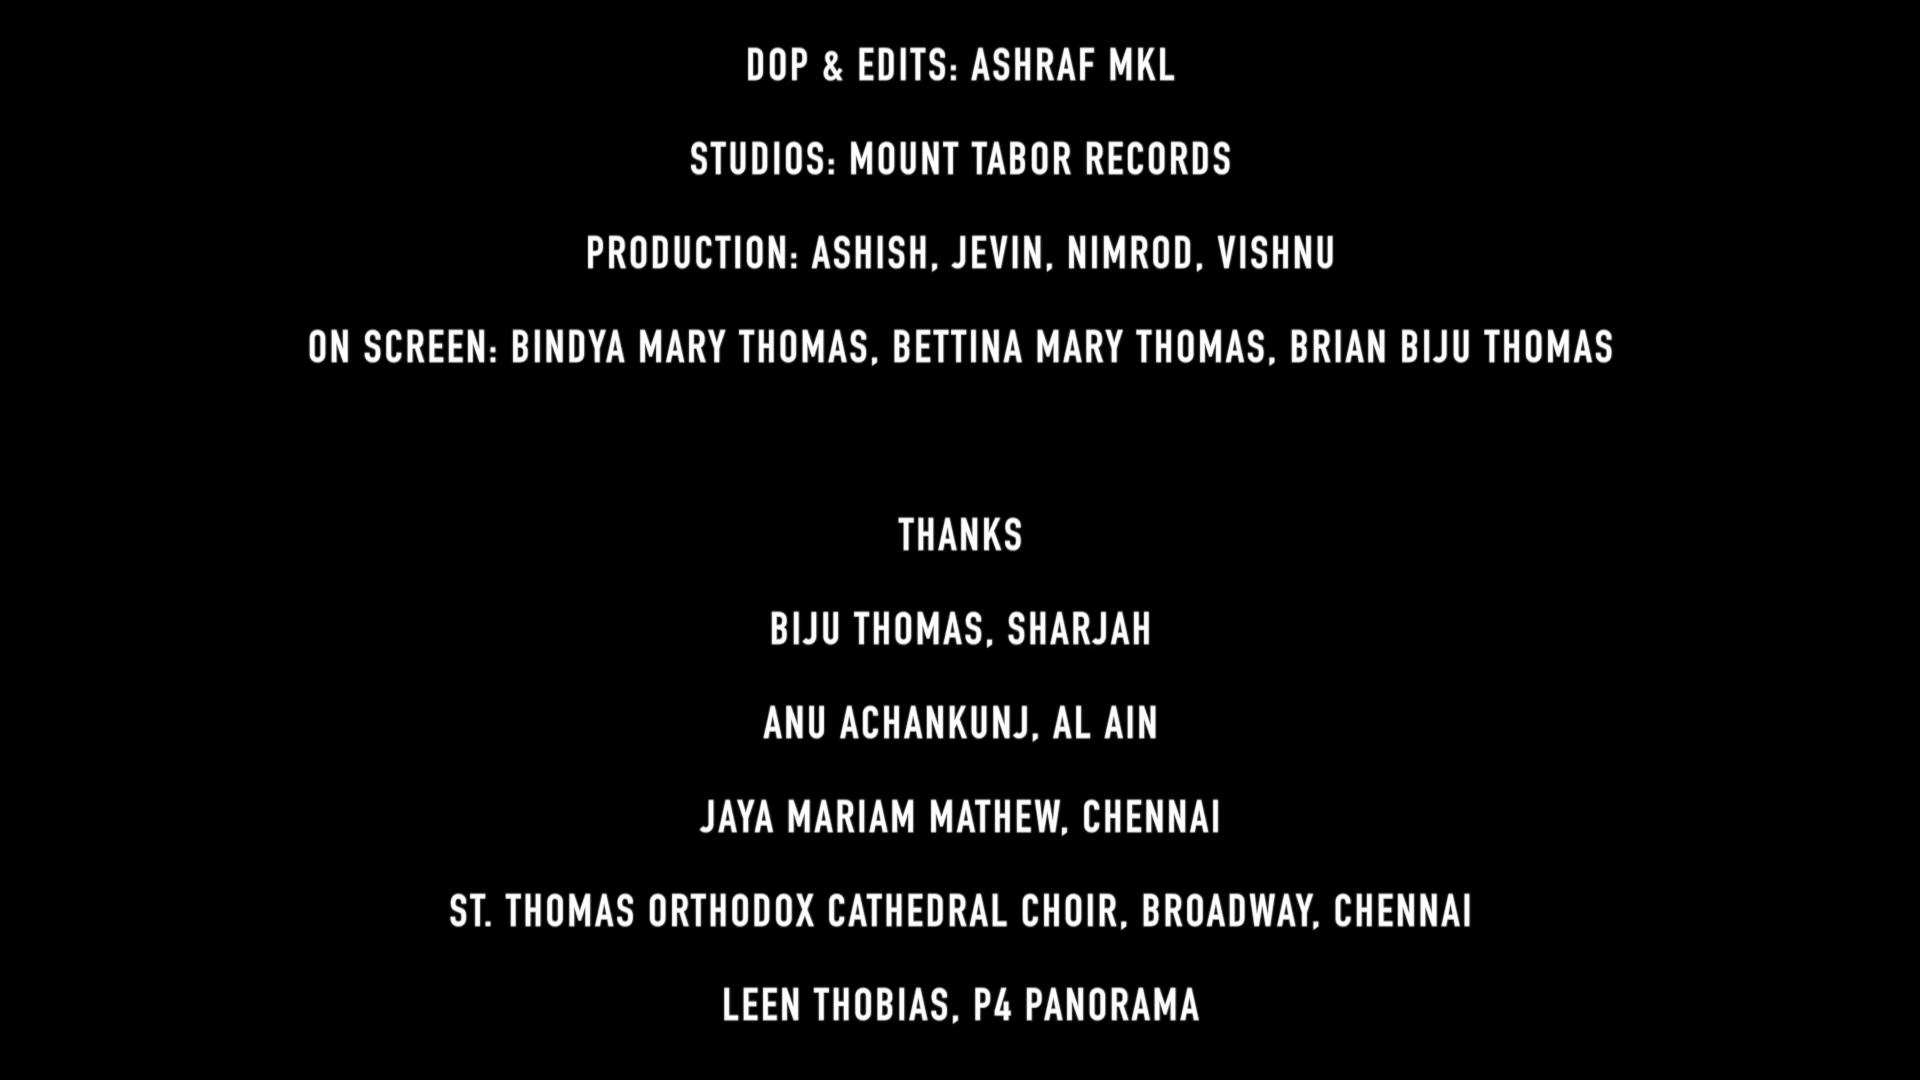 DOP & EDITS: ASHRAF MKL
STUDIOS: MOUNT TABOR RECORDS
PRODUCTION: ASHISH, JEVIN, NIMROD, VISHNU
ON SCREEN: BINDYA MARY THOMAS, BETTINA MARY THOMAS, BRIAN BIJU THOMAS
THANKS
BIJU THOMAS, SHARJAH
ANU ACHANKUNJ, AL AIN
JAYA MARIAM MATHEW, CHENNAI
ST. THOMAS ORTHODOX CATHEDRAL CHOIR, BROADWAY, CHENNAI
LEEN THOBIAS, P4 PANORAMA